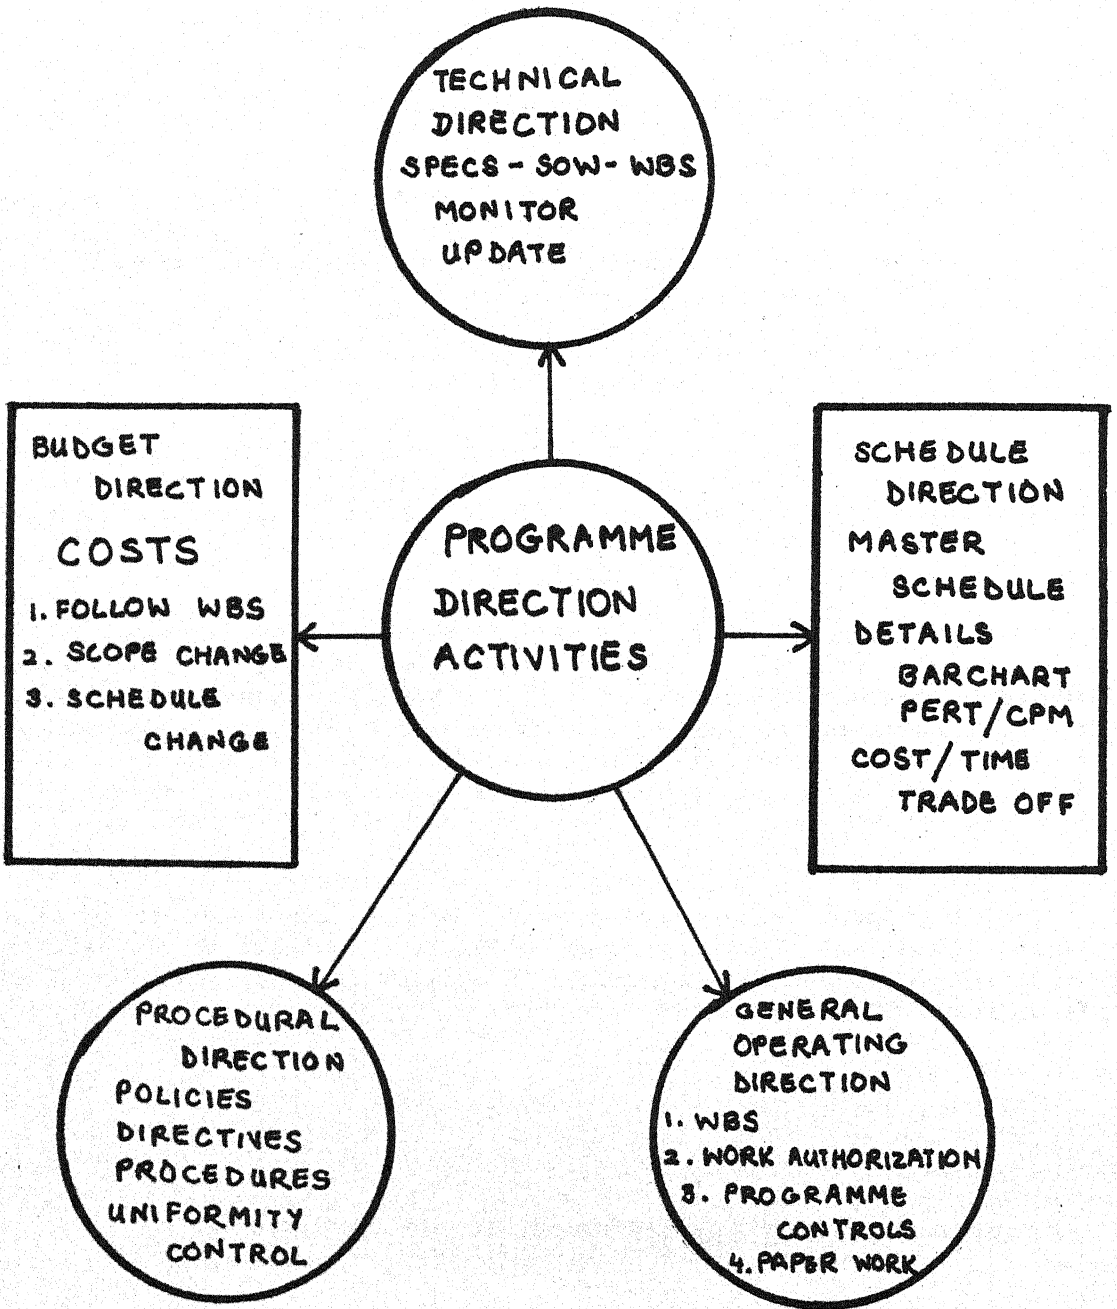 TECHNICAL
DIRECTION
SPECS - SOW - WBS
MONITOR
UPDATE
BUDGET
DIRECTION
COSTS
1. FOLLOW WBS
2. SCOPE CHANGE
3. SCHEDULE
CHANGE
PROGRAMME
DIRECTION
ACTIVITIES
SCHEDULE
DIRECTION
MASTER
SCHEDULE
DETAILS
BARCHART
PERT/CPM
COST/TIME
TRADE OFF
PROCEDURAL
DIRECTION
POLICIES
DIRECTIVES
PROCEDURES
UNIFORMITY
CONTROL
GENERAL
OPERATING
DIRECTION
1. WBS
2. WORK AUTHORIZATION
3. PROGRAMME
CONTROLS
4. PAPER WORK